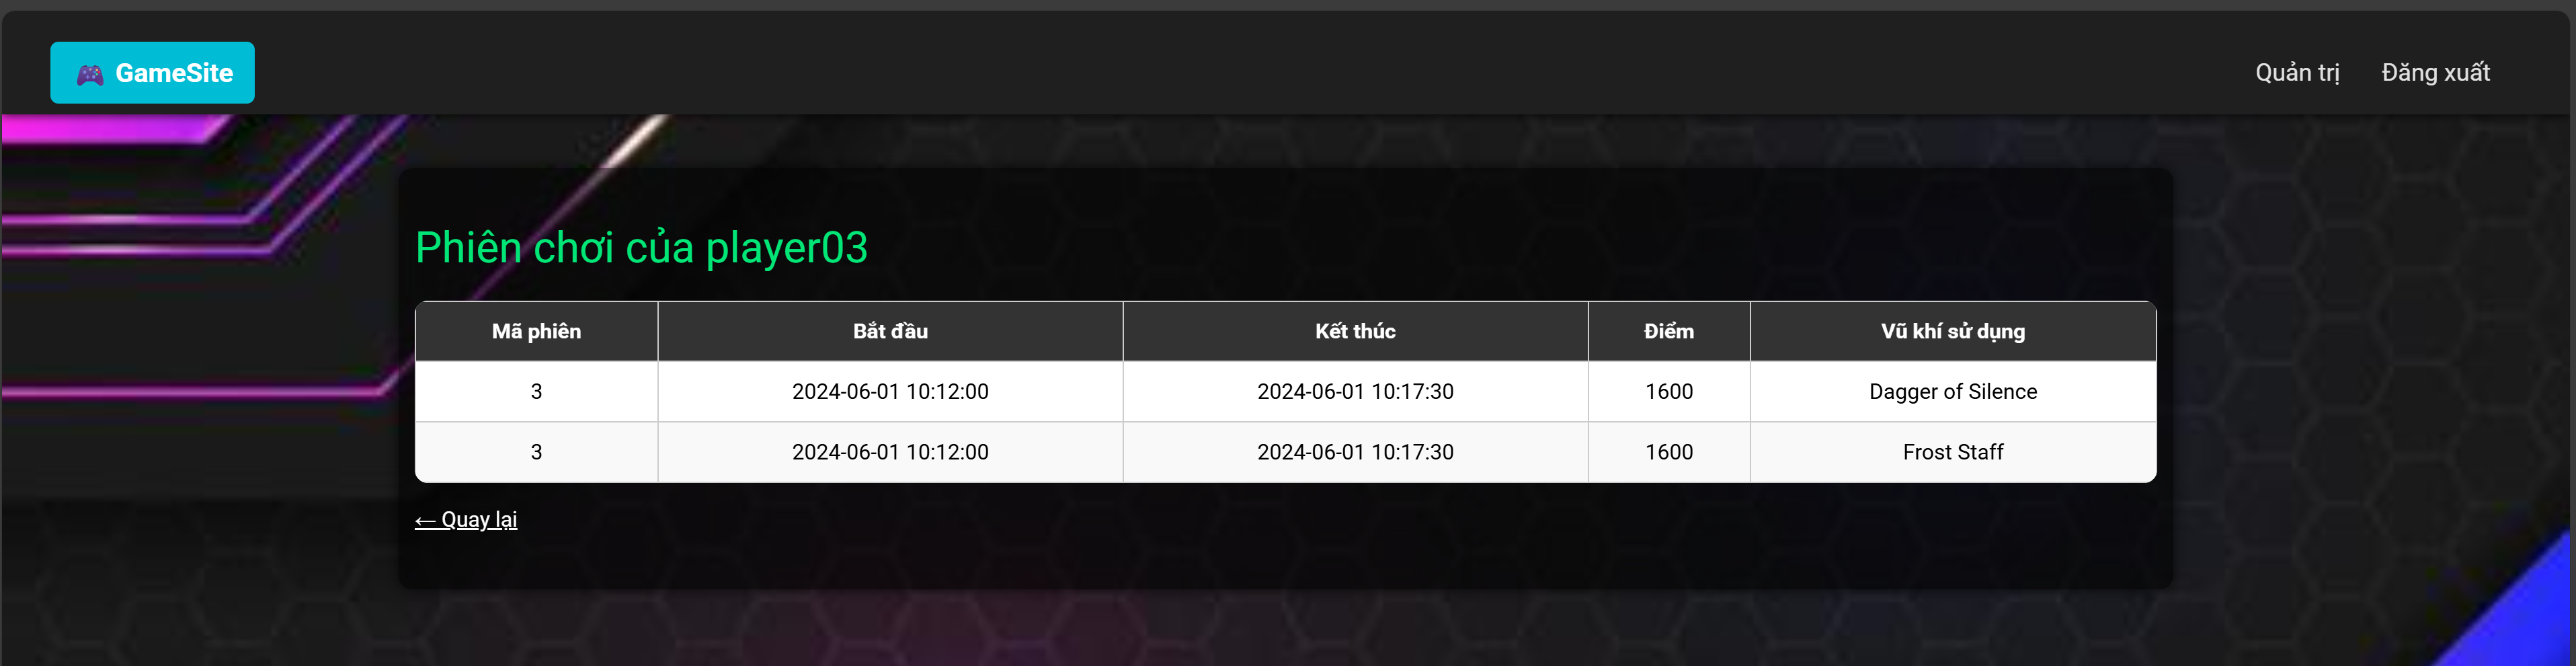 🎮 GameSite
Quản trị Đăng xuất
Phiên chơi của player03
Mã phiên Bắt đầu Kết thúc Điểm Vũ khí sử dụng
3 2024-06-01 10:12:00 2024-06-01 10:17:30 1600 Dagger of Silence
3 2024-06-01 10:12:00 2024-06-01 10:17:30 1600 Frost Staff
← Quay lại